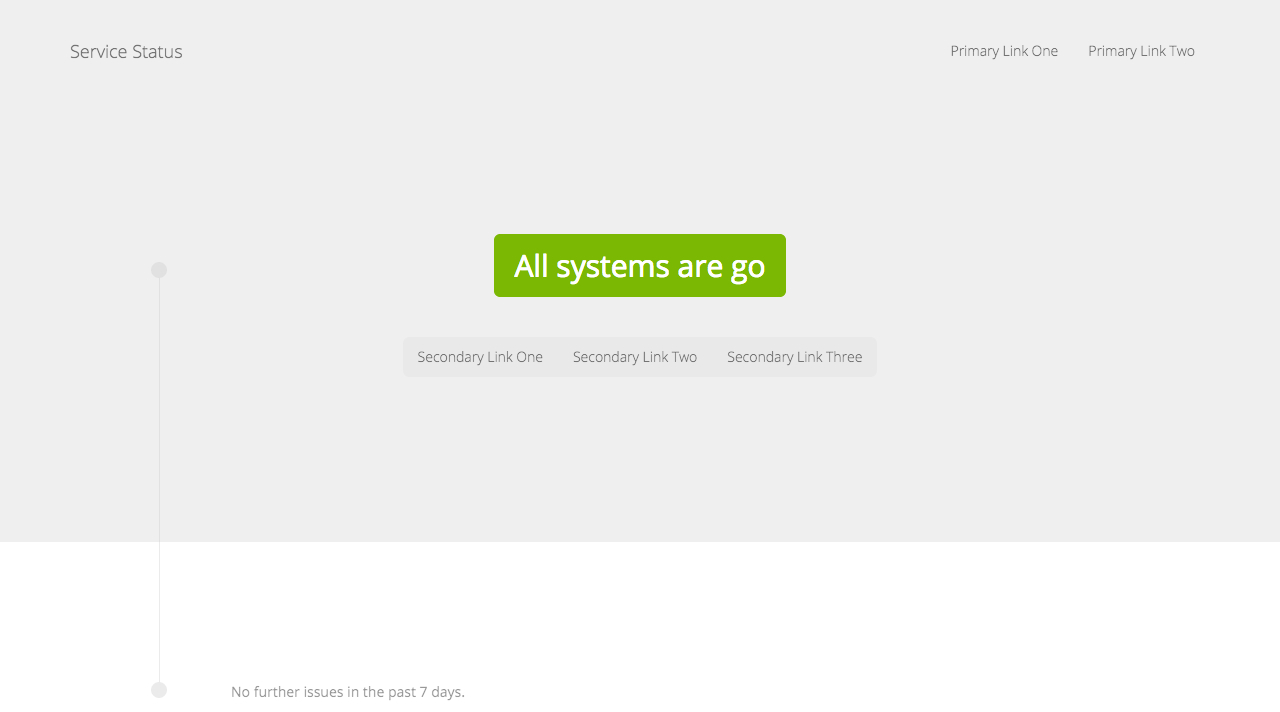 Service Status
Primary Link One
Primary Link Two
All systems are go
Secondary Link One
Secondary Link Two
Secondary Link Three
No further issues in the past 7 days.